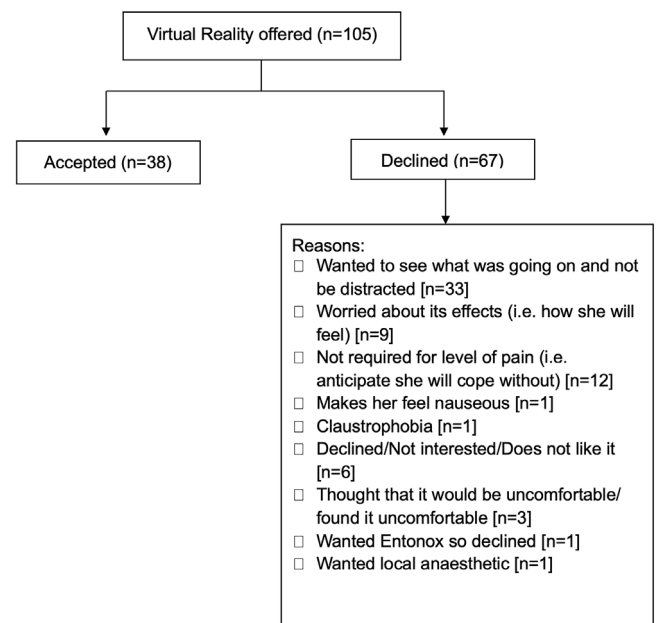 Virtual Reality offered (n=105)
Accepted (n=38)
Declined (n=67)
Reasons:
Wanted to see what was going on and not
be distracted [n=33]
Worried about its effects (i.e. how she will
feel) [n=9]
Not required for level of pain (i.e.
anticipate she will cope without) [n=12]
Makes her feel nauseous [n=1]
Claustrophobia [n=1]
Declined/Not interested/Does not like it
[n=6]
Thought that it would be uncomfortable/
found it uncomfortable [n=3]
Wanted Entonox so declined [n=1]
Wanted local anaesthetic [n=1]